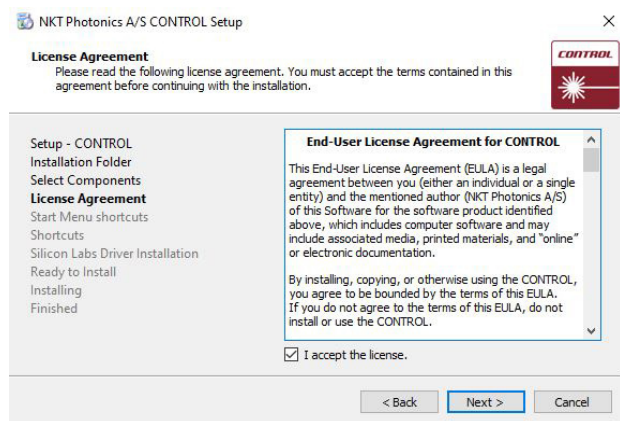 NKT Photonics A/S CONTROL Setup
License Agreement
Please read the following license agreement. You must accept the terms contained in this
agreement before continuing with the installation.
CONTROL
Setup - CONTROL
Installation Folder
Select Components
License Agreement
Start Menu shortcuts
Shortcuts
Silicon Labs Driver Installation
Ready to Install
Installing
Finished
End-User License Agreement for CONTROL
This End-User License Agreement (EULA) is a legal
agreement between you (either an individual or a single
entity) and the mentioned author (NKT Photonics A/S)
of this Software for the software product identified
above, which includes computer software and may
include associated media, printed materials, and “online”
or electronic documentation.
By installing, copying, or otherwise using the CONTROL,
you agree to be bounded by the terms of this EULA.
If you do not agree to the terms of this EULA, do not
install or use the CONTROL.
I accept the license.
< Back
Next >
Cancel